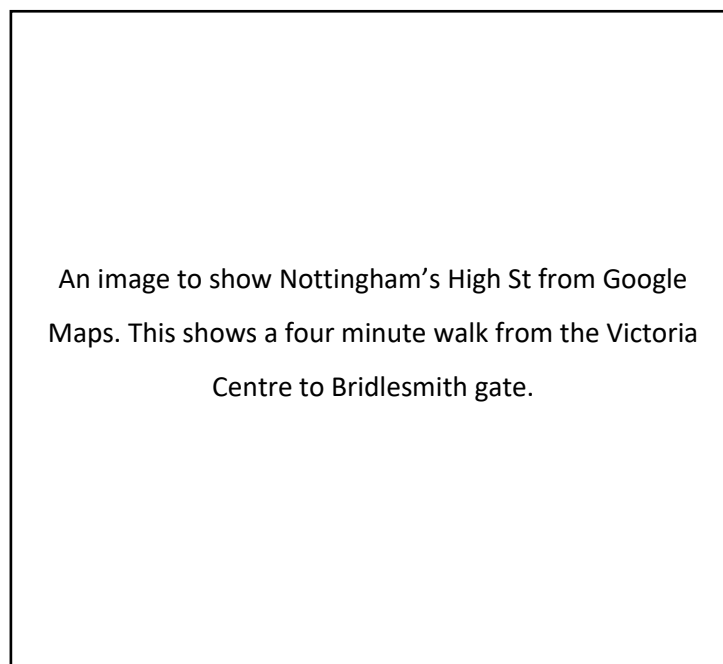 An image to show Nottingham’s High St from Google
Maps. This shows a four minute walk from the Victoria
Centre to Bridlesmith gate.